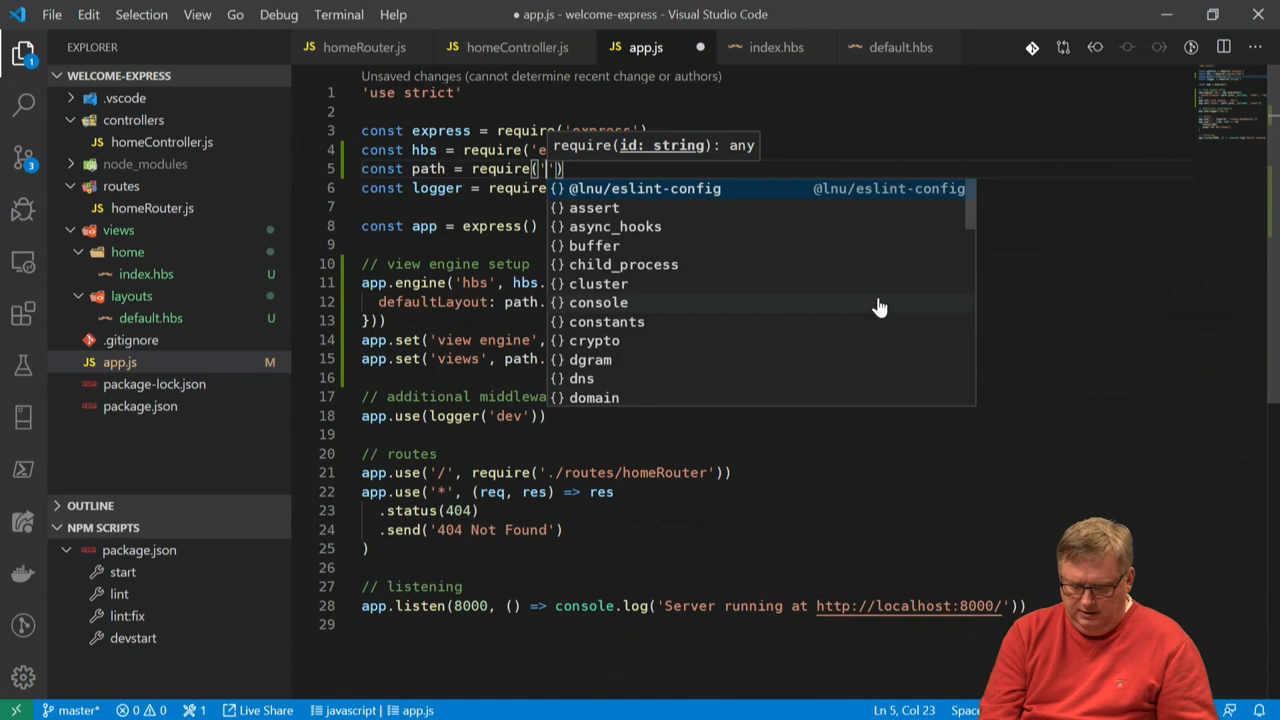 File Edit Selection View Go Debug Terminal Help
● app.js - welcome-express - Visual Studio Code
EXPLORER
homeRouter.js
homeController.js
app.js
index.hbs
default.hbs
WELCOME-EXPRESS
.vscode
controllers
homeController.js
node_modules
routes
homeRouter.js
views
home
index.hbs U
layouts
default.hbs U
.gitignore
app.js M
package-lock.json
package.json
OUTLINE
NPM SCRIPTS
package.json
start
lint
lint:fix
devstart
Unsaved changes (cannot determine recent change or authors)
1 'use strict'
2
3 const express = require('express')
4 const hbs = require('e
5 const path = require('')
6 const logger = require
7
8 const app = express()
9
10 // view engine setup
11 app.engine('hbs', hbs.
12 defaultLayout: path.
13 }))
14 app.set('view engine',
15 app.set('views', path.
16
17 // additional middlewa
18 app.use(logger('dev'))
19
20 // routes
21 app.use('/', require('./routes/homeRouter'))
22 app.use('*', (req, res) => res
23 .status(404)
24 .send('404 Not Found')
25 )
26
27 // listening
28 app.listen(8000, () => console.log('Server running at http://localhost:8000/'))
29
require(id: string): any
{} @lnu/eslint-config @lnu/eslint-config
{} assert
{} async_hooks
{} buffer
{} child_process
{} cluster
{} console
{} constants
{} crypto
{} dgram
{} dns
{} domain
1
3
master* 0 0 1 Live Share javascript | app.js
Ln 5, Col 23 Space